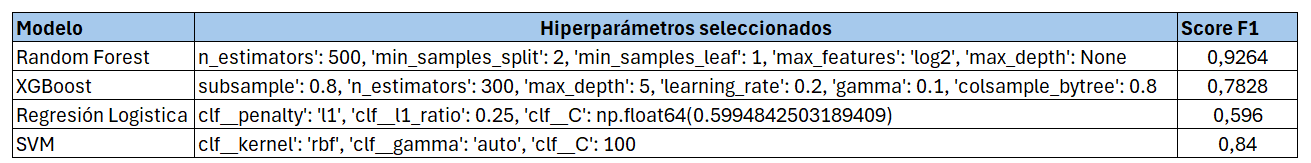 Modelo Hiperparámetros seleccionados Score F1
Random Forest n_estimators': 500, 'min_samples_split': 2, 'min_samples_leaf': 1, 'max_features': 'log2', 'max_depth': None 0,9264
XGBoost subsample': 0.8, 'n_estimators': 300, 'max_depth': 5, 'learning_rate': 0.2, 'gamma': 0.1, 'colsample_bytree': 0.8 0,7828
Regresión Logistica clf__penalty': 'l1', 'clf__l1_ratio': 0.25, 'clf__C': np.float64(0.5994842503189409) 0,596
SVM clf__kernel': 'rbf', 'clf__gamma': 'auto', 'clf__C': 100 0,84